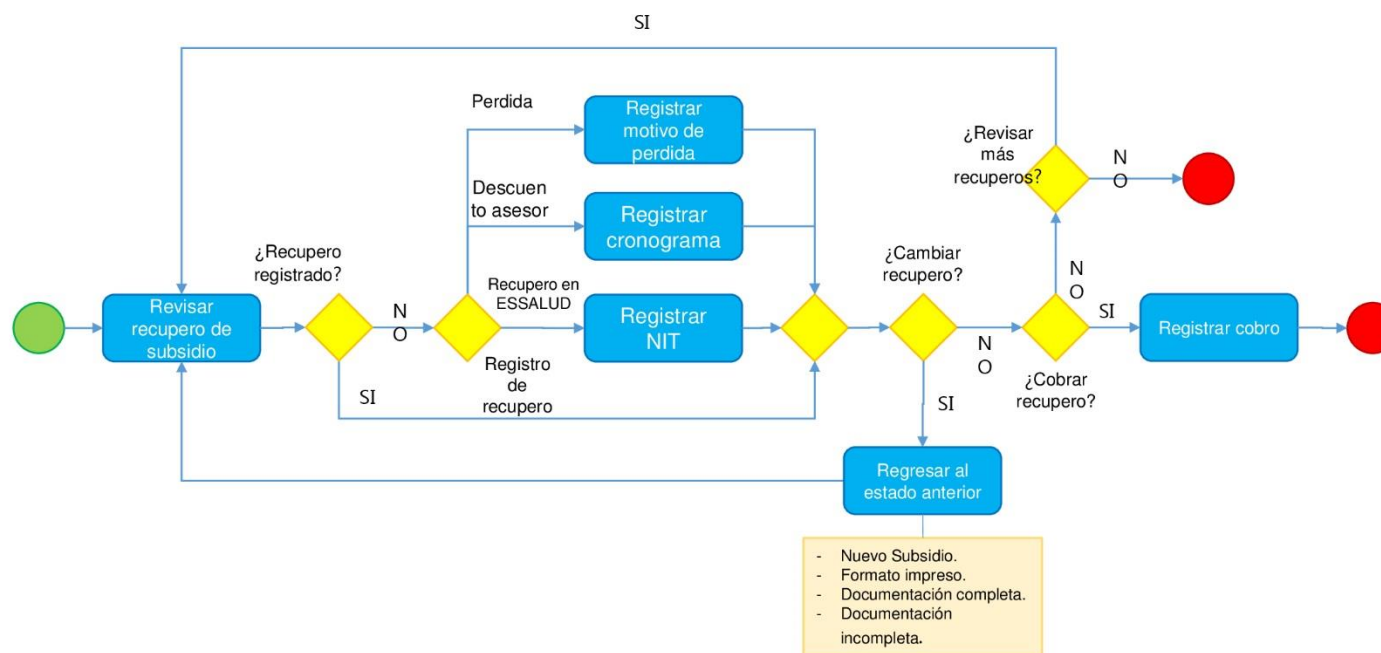 SI
Perdida
Registrar
motivo de
perdida
¿Revisar
más
recuperos?
N
O
Descuen
to asesor
Registrar
cronograma
¿Recupero
registrado?
¿Cambiar
recupero?
Revisar
recupero de
subsidio
N
O
Recupero en
ESSALUD
Registrar
NIT
N
O
N
O
SI
Registrar cobro
Registro
de
recupero
SI
SI
¿Cobrar
recupero?
Regresar al
estado anterior
- Nuevo Subsidio.
- Formato impreso.
- Documentación completa.
- Documentación
incompleta.